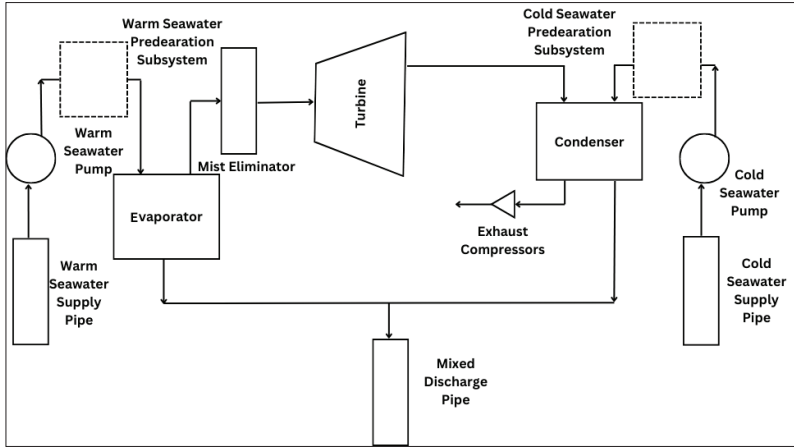 Warm Seawater
Predearation
Subsystem
Cold Seawater
Predearation
Subsystem
Turbine
Warm
Seawater
Pump
Mist Eliminator
Condenser
Cold
Seawater
Pump
Evaporator
Exhaust
Compressors
Warm
Seawater
Supply
Pipe
Cold
Seawater
Supply
Pipe
Mixed
Discharge
Pipe